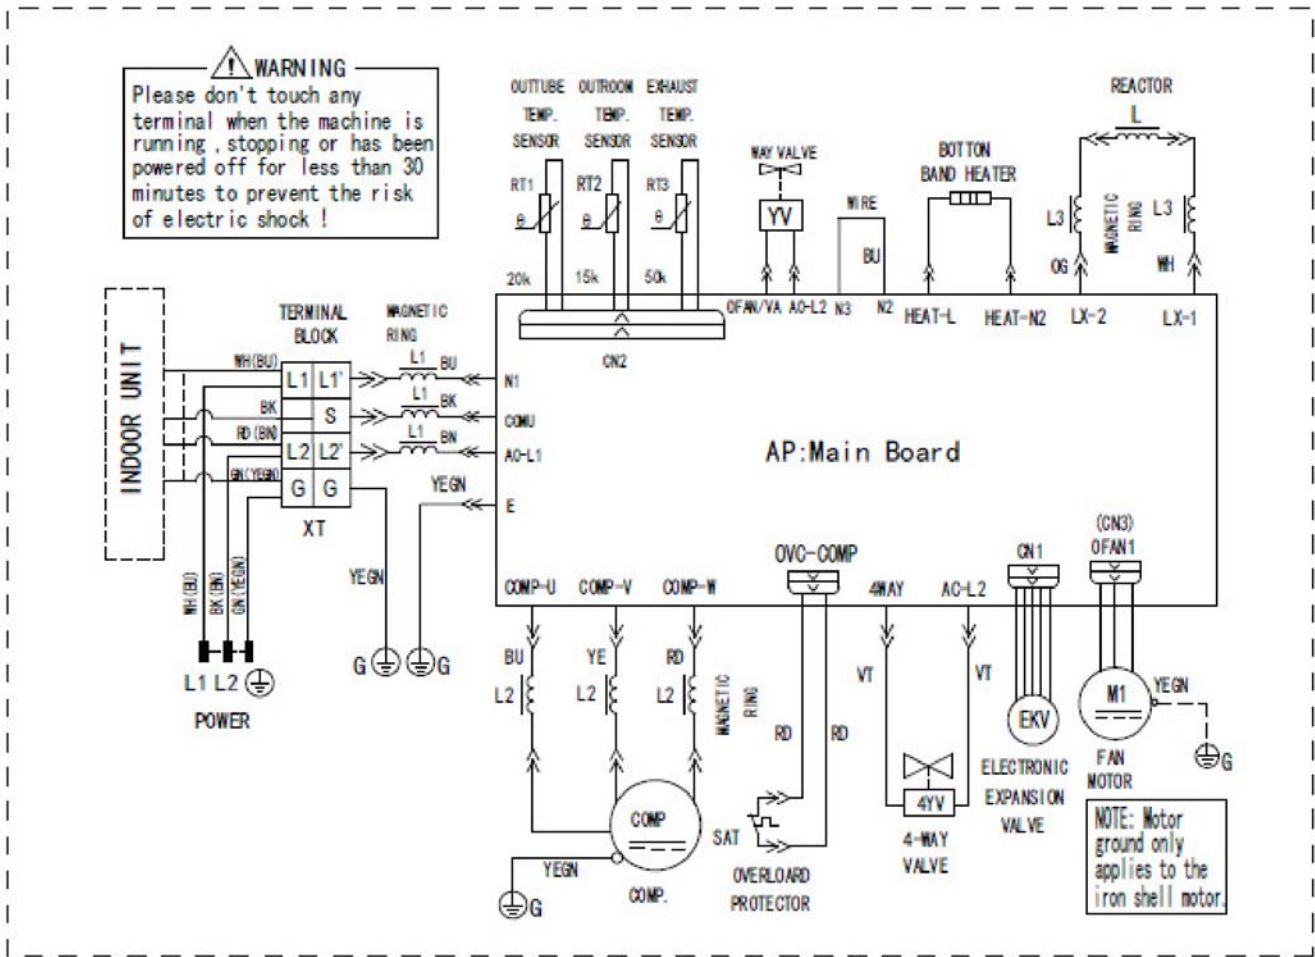 WARNING
Please don't touch any
terminal when the machine is
running , stopping or has been
powered off for less than 30
minutes to prevent the risk
of electric shock !
OUTTUBE
TEMP.
SENSOR
OUTROOM
TEMP.
SENSOR
EXHAUST
TEMP.
SENSOR
RT1
RT2
RT3
θ
θ
θ
20k
15k
50k
CN2
WAY VALVE
YV
OFAN/VA
AC-L2
WIRE
BU
N3
N2
BOTTON
BAND HEATER
HEAT-L
HEAT-N2
REACTOR
L
L3
MAGNETIC
RING
L3
OG
WH
LX-2
LX-1
INDOOR UNIT
TERMINAL
BLOCK
MAGNETIC
RING
WH(BU)
L1
L1'
L1
BU
N1
BK
S
L1
BK
COMU
RD(BN)
L2
L2'
L1
BN
AC-L1
GN(YEGN)
G
G
XT
YEGN
E
AP:Main Board
WH(BU)
BK(BN)
GN(YEGN)
YEGN
G
G
L1
L2
POWER
COMP-U
COMP-V
COMP-W
BU
YE
RD
L2
L2
L2
MAGNETIC
RING
COMP
COMP.
YEGN
G
OVC-COMP
RD
RD
SAT
OVERLOARD
PROTECTOR
4WAY
AC-L2
VT
VT
4YV
4-WAY
VALVE
CN1
EKV
ELECTRONIC
EXPANSION
VALVE
(CN3)
OFAN1
M1
YEGN
G
FAN
MOTOR
NOTE: Motor
ground only
applies to the
iron shell motor.